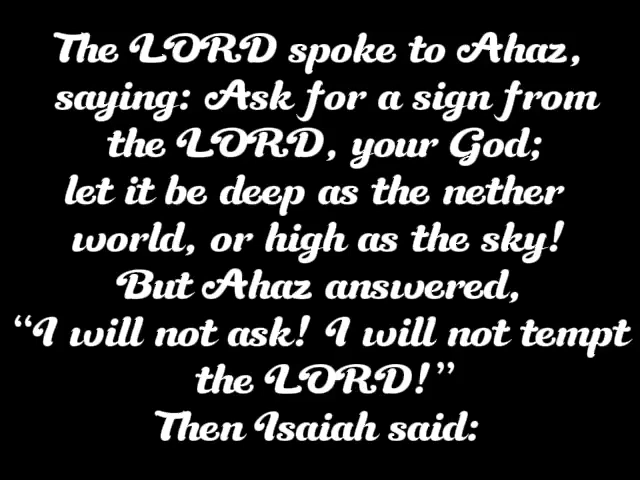 The LORD spoke to Ahaz,
saying: Ask for a sign from
the LORD, your God;
let it be deep as the nether
world, or high as the sky!
But Ahaz answered,
“I will not ask! I will not tempt
the LORD!”
Then Isaiah said: